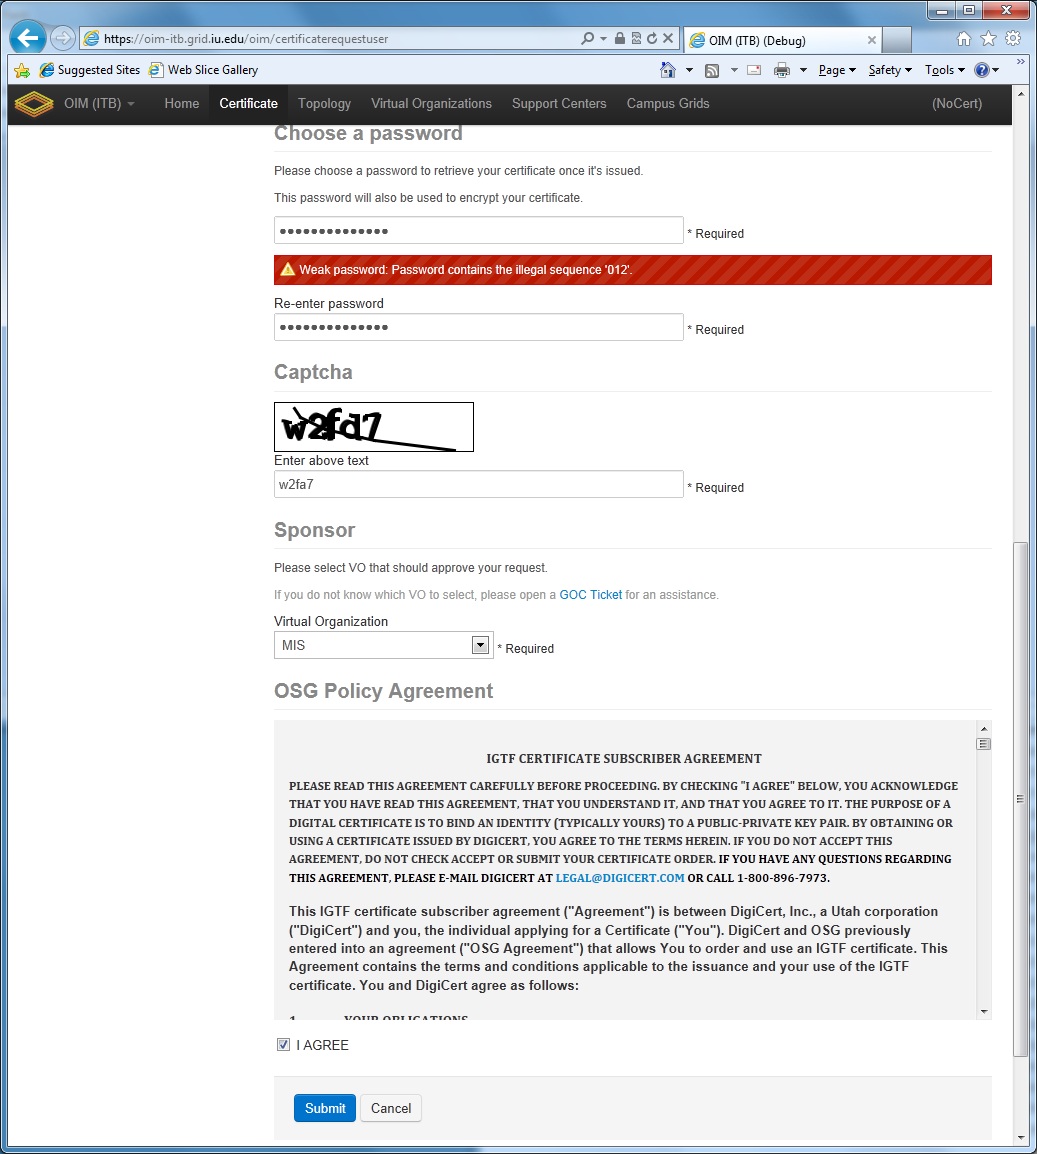 https://oim-itb.grid.iu.edu/oim/certificaterequestuser
OIM (ITB) (Debug)
Suggested Sites
Web Slice Gallery
Page
Safety
Tools
OIM (ITB)
Home
Certificate
Topology
Virtual Organizations
Support Centers
Campus Grids
(NoCert)
Choose a password
Please choose a password to retrieve your certificate once it's issued.
This password will also be used to encrypt your certificate.
••••••••••••••
* Required
Weak password: Password contains the illegal sequence '012'.
Re-enter password
••••••••••••••
* Required
Captcha
w2fd7
Enter above text
w2fa7
* Required
Sponsor
Please select VO that should approve your request.
If you do not know which VO to select, please open a GOC Ticket for an assistance.
Virtual Organization
MIS
* Required
OSG Policy Agreement
IGTF CERTIFICATE SUBSCRIBER AGREEMENT
PLEASE READ THIS AGREEMENT CAREFULLY BEFORE PROCEEDING. BY CHECKING "I AGREE" BELOW, YOU ACKNOWLEDGE
THAT YOU HAVE READ THIS AGREEMENT, THAT YOU UNDERSTAND IT, AND THAT YOU AGREE TO IT. THE PURPOSE OF A
DIGITAL CERTIFICATE IS TO BIND AN IDENTITY (TYPICALLY YOURS) TO A PUBLIC-PRIVATE KEY PAIR. BY OBTAINING OR
USING A CERTIFICATE ISSUED BY DIGICERT, YOU AGREE TO THE TERMS HEREIN. IF YOU DO NOT ACCEPT THIS
AGREEMENT, DO NOT CHECK ACCEPT OR SUBMIT YOUR CERTIFICATE ORDER. IF YOU HAVE ANY QUESTIONS REGARDING
THIS AGREEMENT, PLEASE E-MAIL DIGICERT AT LEGAL@DIGICERT.COM OR CALL 1-800-896-7973.
This IGTF certificate subscriber agreement ("Agreement") is between DigiCert, Inc., a Utah corporation
("DigiCert") and you, the individual applying for a Certificate ("You"). DigiCert and OSG previously
entered into an agreement ("OSG Agreement") that allows You to order and use an IGTF certificate. This
Agreement contains the terms and conditions applicable to the issuance and your use of the IGTF
certificate. You and DigiCert agree as follows:
1. YOUR OBLIGATIONS
I AGREE
Submit
Cancel